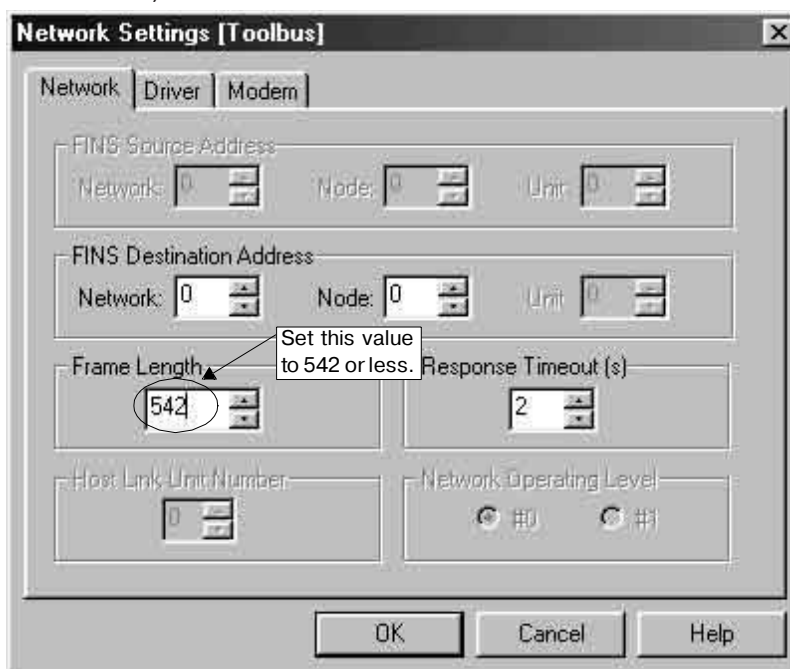 Network Settings [Toolbus]
Network Driver Modem
FINS Source Address
Network: 0 Node: 0 Unit 0
FINS Destination Address
Network: 0 Node: 0 Unit 0
Set this value
to 542 or less.
Frame Length Response Timeout (s)
542 2
Host Link Unit Number Network Operating Level
0 #0 #1
OK Cancel Help